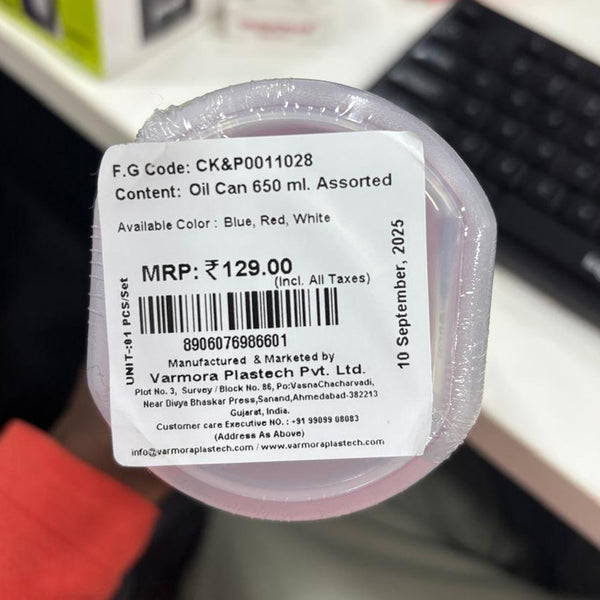 F.G Code: CK&P0011028
Content: Oil Can 650 ml. Assorted
Available Color : Blue, Red, White
MRP: ₹129.00
(Incl. All Taxes)
UNIT-:01 PCS/Set
10 September, 2025
8906076986601
Manufactured & Marketed by
Varmora Plastech Pvt. Ltd.
Plot No. 3, Survey / Block No. 86, Po:VasnaChacharvadi,
Near Divya Bhaskar Press,Sanand,Ahmedabad-382213
Gujarat, India.
Customer care Executive NO. : +91 99099 08083
(Address As Above)
info@varmoraplastech.com / www.varmoraplastech.com